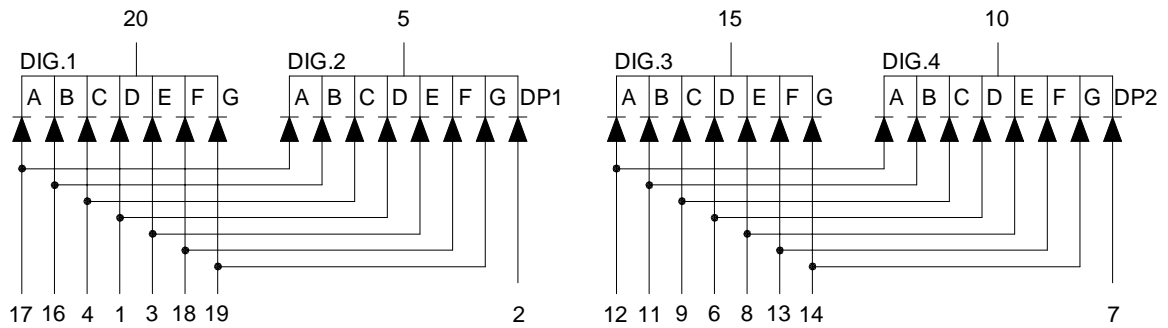 20 5 15 10
DIG.1 DIG.2 DIG.3 DIG.4
A B C D E F G A B C D E F G DP1 A B C D E F G A B C D E F G DP2
17 16 4 1 3 18 19 2 12 11 9 6 8 13 14 7